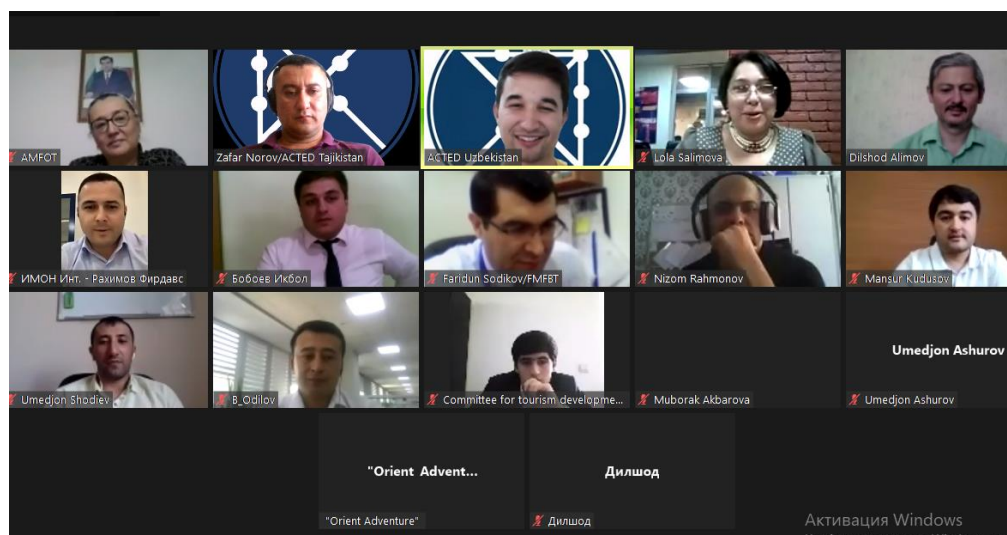 AMFOT
Zafar Norov/ACTED Tajikistan
ACTED Uzbekistan
Lola Salimova
Dilshod Alimov
ИМОН Инт. - Рахимов Фирдавс
Бобоев Икбол
Faridun Sodikov/FMFBT
Nizom Rahmonov
Mansur Kudusov
Umedjon Shodiev
B_Odilov
Committee for tourism developme...
Muborak Akbarova
Umedjon Ashurov
Umedjon Ashurov
"Orient Advent...
"Orient Adventure"
Дилшод
Дилшод
Активация Windows